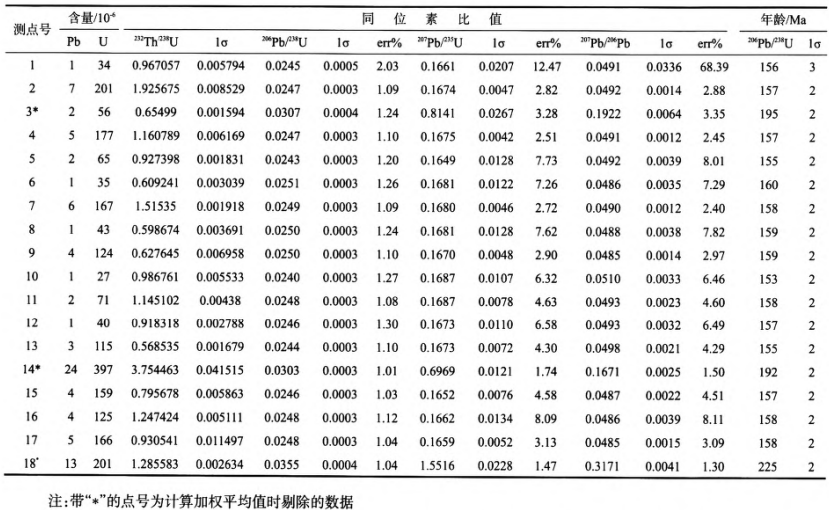 测点号 含量/10⁻⁶ 同位素比值 年龄/Ma
Pb U ²³²Th/²³⁸U 1σ ²⁰⁶Pb/²³⁸U 1σ err% ²⁰⁷Pb/²³⁵U 1σ err% ²⁰⁷Pb/²⁰⁶Pb 1σ err% ²⁰⁶Pb/²³⁸U 1σ
1 1 34 0.967057 0.005794 0.0245 0.0005 2.03 0.1661 0.0207 12.47 0.0491 0.0336 68.39 156 3
2 7 201 1.925675 0.008529 0.0247 0.0003 1.09 0.1674 0.0047 2.82 0.0492 0.0014 2.88 157 2
3* 2 56 0.65499 0.001594 0.0307 0.0004 1.24 0.8141 0.0267 3.28 0.1922 0.0064 3.35 195 2
4 5 177 1.160789 0.006169 0.0247 0.0003 1.10 0.1675 0.0042 2.51 0.0491 0.0012 2.45 157 2
5 2 65 0.927398 0.001831 0.0243 0.0003 1.20 0.1649 0.0128 7.73 0.0492 0.0039 8.01 155 2
6 1 35 0.609241 0.003039 0.0251 0.0003 1.26 0.1681 0.0122 7.26 0.0486 0.0035 7.29 160 2
7 6 167 1.51535 0.001918 0.0249 0.0003 1.09 0.1680 0.0046 2.72 0.0490 0.0012 2.40 158 2
8 1 43 0.598674 0.003691 0.0250 0.0003 1.24 0.1681 0.0128 7.62 0.0488 0.0038 7.82 159 2
9 4 124 0.627645 0.006958 0.0250 0.0003 1.10 0.1670 0.0048 2.90 0.0485 0.0014 2.97 159 2
10 1 27 0.986761 0.005533 0.0240 0.0003 1.27 0.1687 0.0107 6.32 0.0510 0.0033 6.46 153 2
11 2 71 1.145102 0.00438 0.0248 0.0003 1.08 0.1687 0.0078 4.63 0.0493 0.0023 4.60 158 2
12 1 40 0.918318 0.002788 0.0246 0.0003 1.30 0.1673 0.0110 6.58 0.0493 0.0032 6.49 157 2
13 3 115 0.568535 0.001679 0.0244 0.0003 1.10 0.1673 0.0072 4.30 0.0498 0.0021 4.29 155 2
14* 24 397 3.754463 0.041515 0.0303 0.0003 1.01 0.6969 0.0121 1.74 0.1671 0.0025 1.50 192 2
15 4 159 0.795678 0.005863 0.0246 0.0003 1.03 0.1652 0.0076 4.58 0.0487 0.0022 4.51 157 2
16 4 125 1.247424 0.005111 0.0248 0.0003 1.12 0.1662 0.0134 8.09 0.0486 0.0039 8.11 158 2
17 5 166 0.930541 0.011497 0.0248 0.0003 1.04 0.1659 0.0052 3.13 0.0485 0.0015 3.09 158 2
18* 13 201 1.285583 0.002634 0.0355 0.0004 1.04 1.5516 0.0228 1.47 0.3171 0.0041 1.30 225 2
注:带“*”的点号为计算加权平均值时剔除的数据